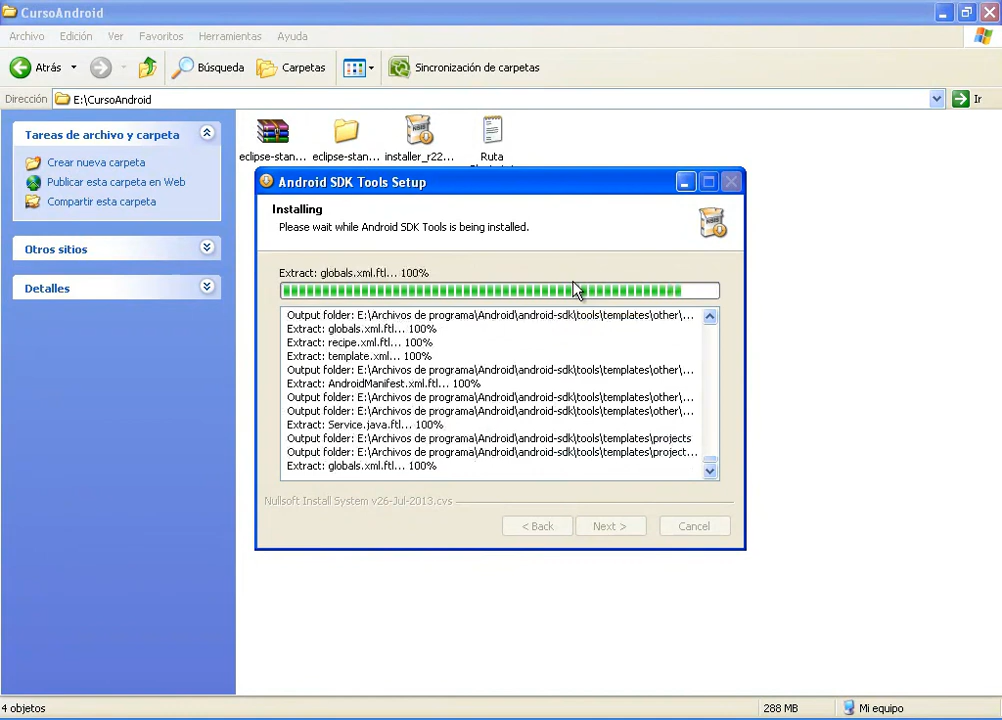 CursoAndroid
Archivo Edición Ver Favoritos Herramientas Ayuda
Atrás Búsqueda Carpetas Sincronización de carpetas
Dirección E:\CursoAndroid Ir
Tareas de archivo y carpeta
Crear nueva carpeta
Publicar esta carpeta en Web
Compartir esta carpeta
Otros sitios
Detalles
eclipse-stan... eclipse-stan... installer_r22... Ruta
Android SDK Tools Setup
Installing
Please wait while Android SDK Tools is being installed.
Extract: globals.xml.ftl... 100%
Output folder: E:\Archivos de programa\Android\android-sdk\tools\templates\other\...
Extract: globals.xml.ftl... 100%
Extract: recipe.xml.ftl... 100%
Extract: template.xml... 100%
Output folder: E:\Archivos de programa\Android\android-sdk\tools\templates\other\...
Extract: AndroidManifest.xml.ftl... 100%
Output folder: E:\Archivos de programa\Android\android-sdk\tools\templates\other\...
Output folder: E:\Archivos de programa\Android\android-sdk\tools\templates\other\...
Extract: Service.java.ftl... 100%
Output folder: E:\Archivos de programa\Android\android-sdk\tools\templates\projects
Output folder: E:\Archivos de programa\Android\android-sdk\tools\templates\project...
Extract: globals.xml.ftl... 100%
Nullsoft Install System v26-Jul-2013.cvs
< Back Next > Cancel
4 objetos 288 MB Mi equipo